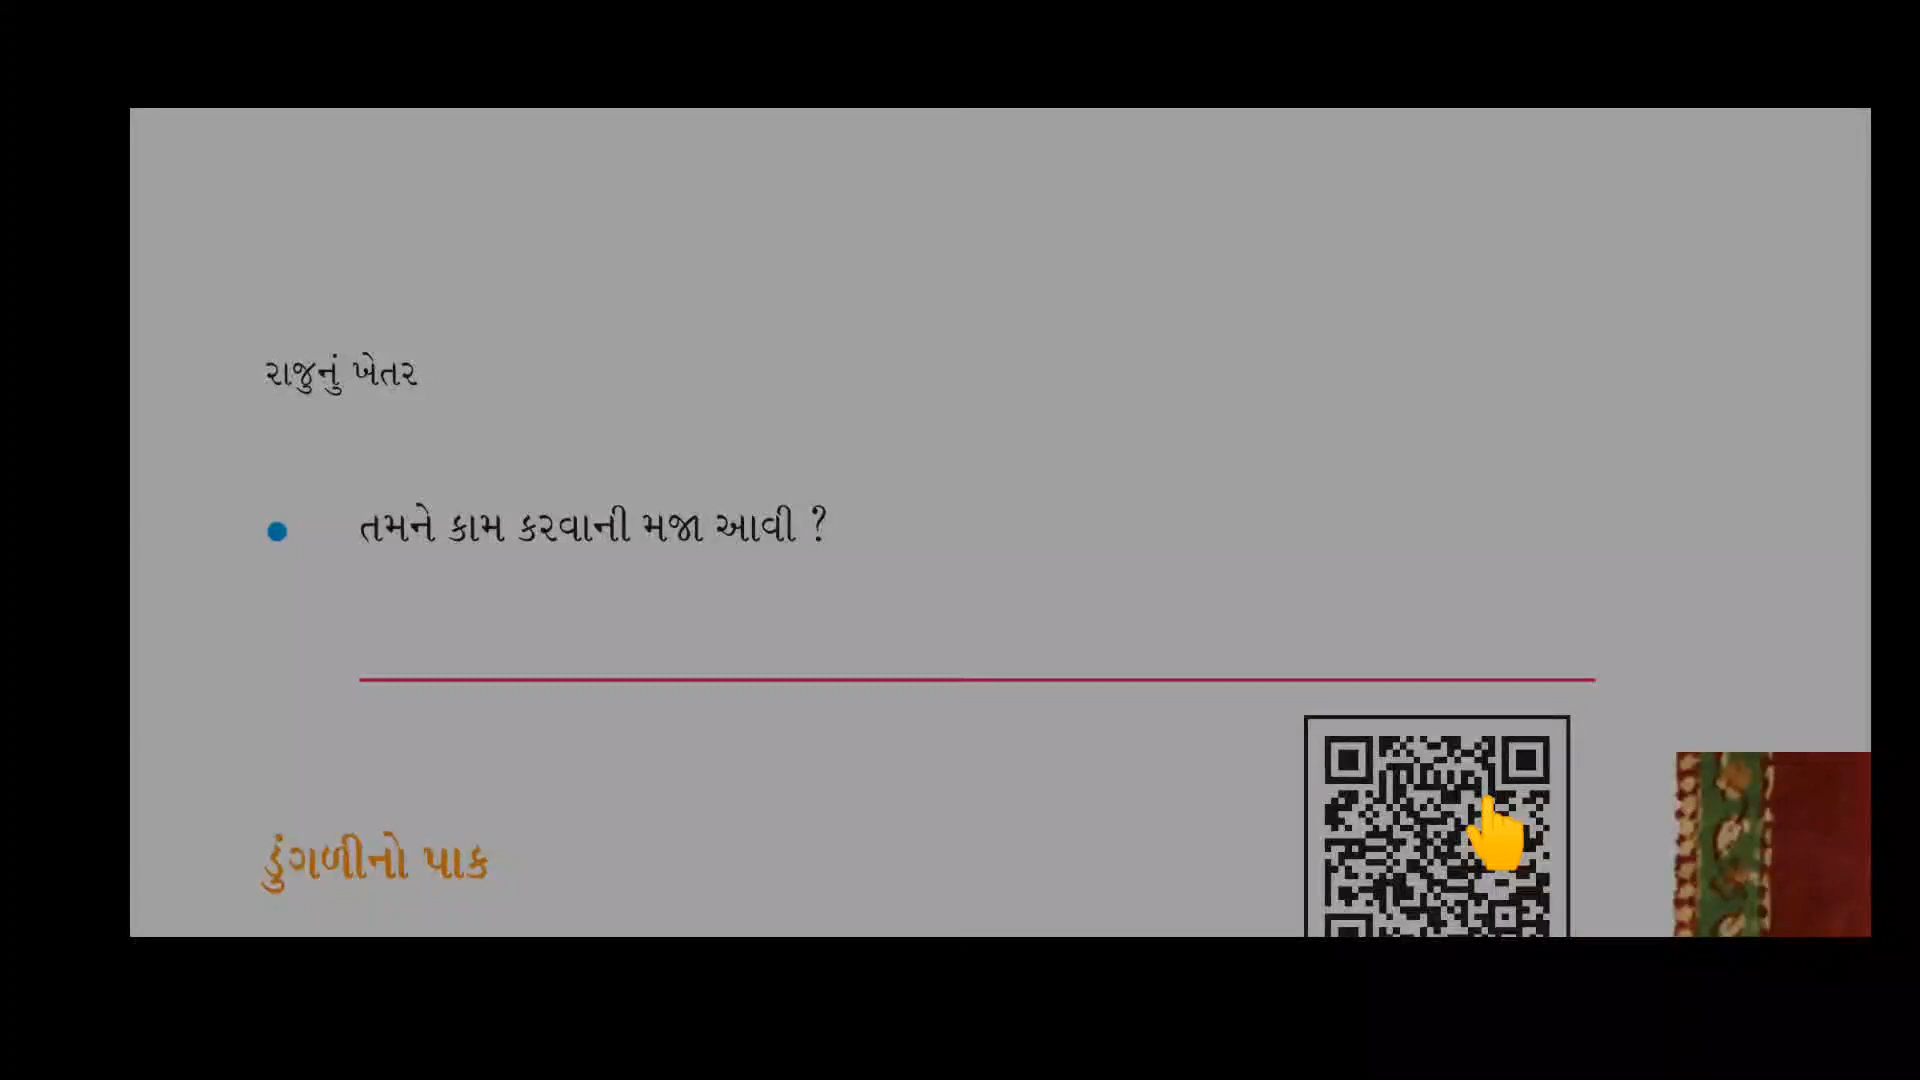 રાજુનું ખેતર
તમને કામ કરવાની મજા આવી ?
ડુંગળીનો પાક